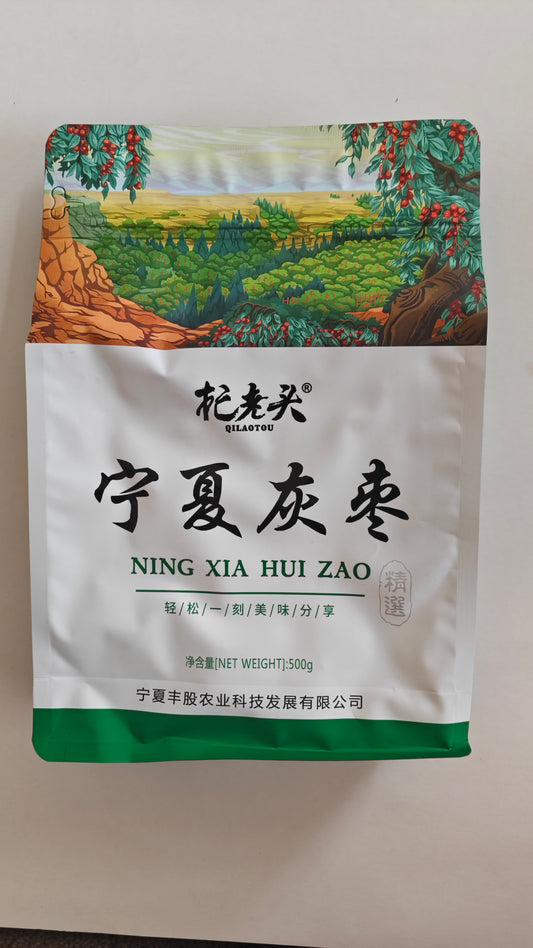 杞老头®
QILAOTOU
宁夏灰枣
NING XIA HUI ZAO
精選
轻/松/一/刻/美/味/分/享
净含量[NET WEIGHT]:500g
宁夏丰股农业科技发展有限公司